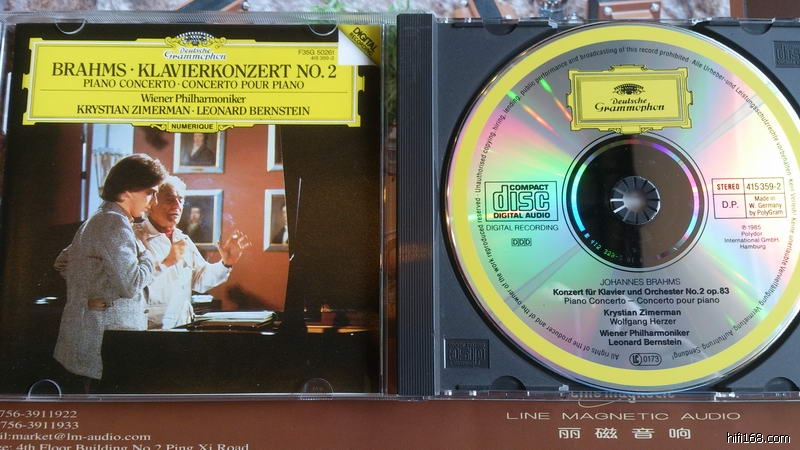 DIGITAL
Deutsche
Grammophon
F35G 50261
415 359-2
BRAHMS · KLAVIERKONZERT NO. 2
PIANO CONCERTO · CONCERTO POUR PIANO
Wiener Philharmoniker
KRYSTIAN ZIMERMAN · LEONARD BERNSTEIN
NUMERIQUE
Deutsche
Grammophon
COMPACT
disc
DIGITAL AUDIO
DIGITAL RECORDING
DDD
STEREO 415 359-2
D.P.
Made in
W. Germany
by PolyGram
℗ 1985
Polydor
International GmbH
Hamburg
JOHANNES BRAHMS
Konzert für Klavier und Orchester No. 2 op. 83
Piano Concerto – Concerto pour piano
Krystian Zimerman
Wolfgang Herzer
Wiener Philharmoniker
Leonard Bernstein
LC 0173
All rights of the producer and of the owner of the work reproduced reserved · Unauthorised copying, hiring, lending, public performance and broadcasting of this record prohibited · Alle Urheber- und Leistungsschutzrechte vorbehalten
756-3911922
756-3911933
il:market@lm-audio.com
e: 4th Floor Building No.2 Ping Xi Road
LINE MAGNETIC AUDIO
丽磁音响
hifi168.com